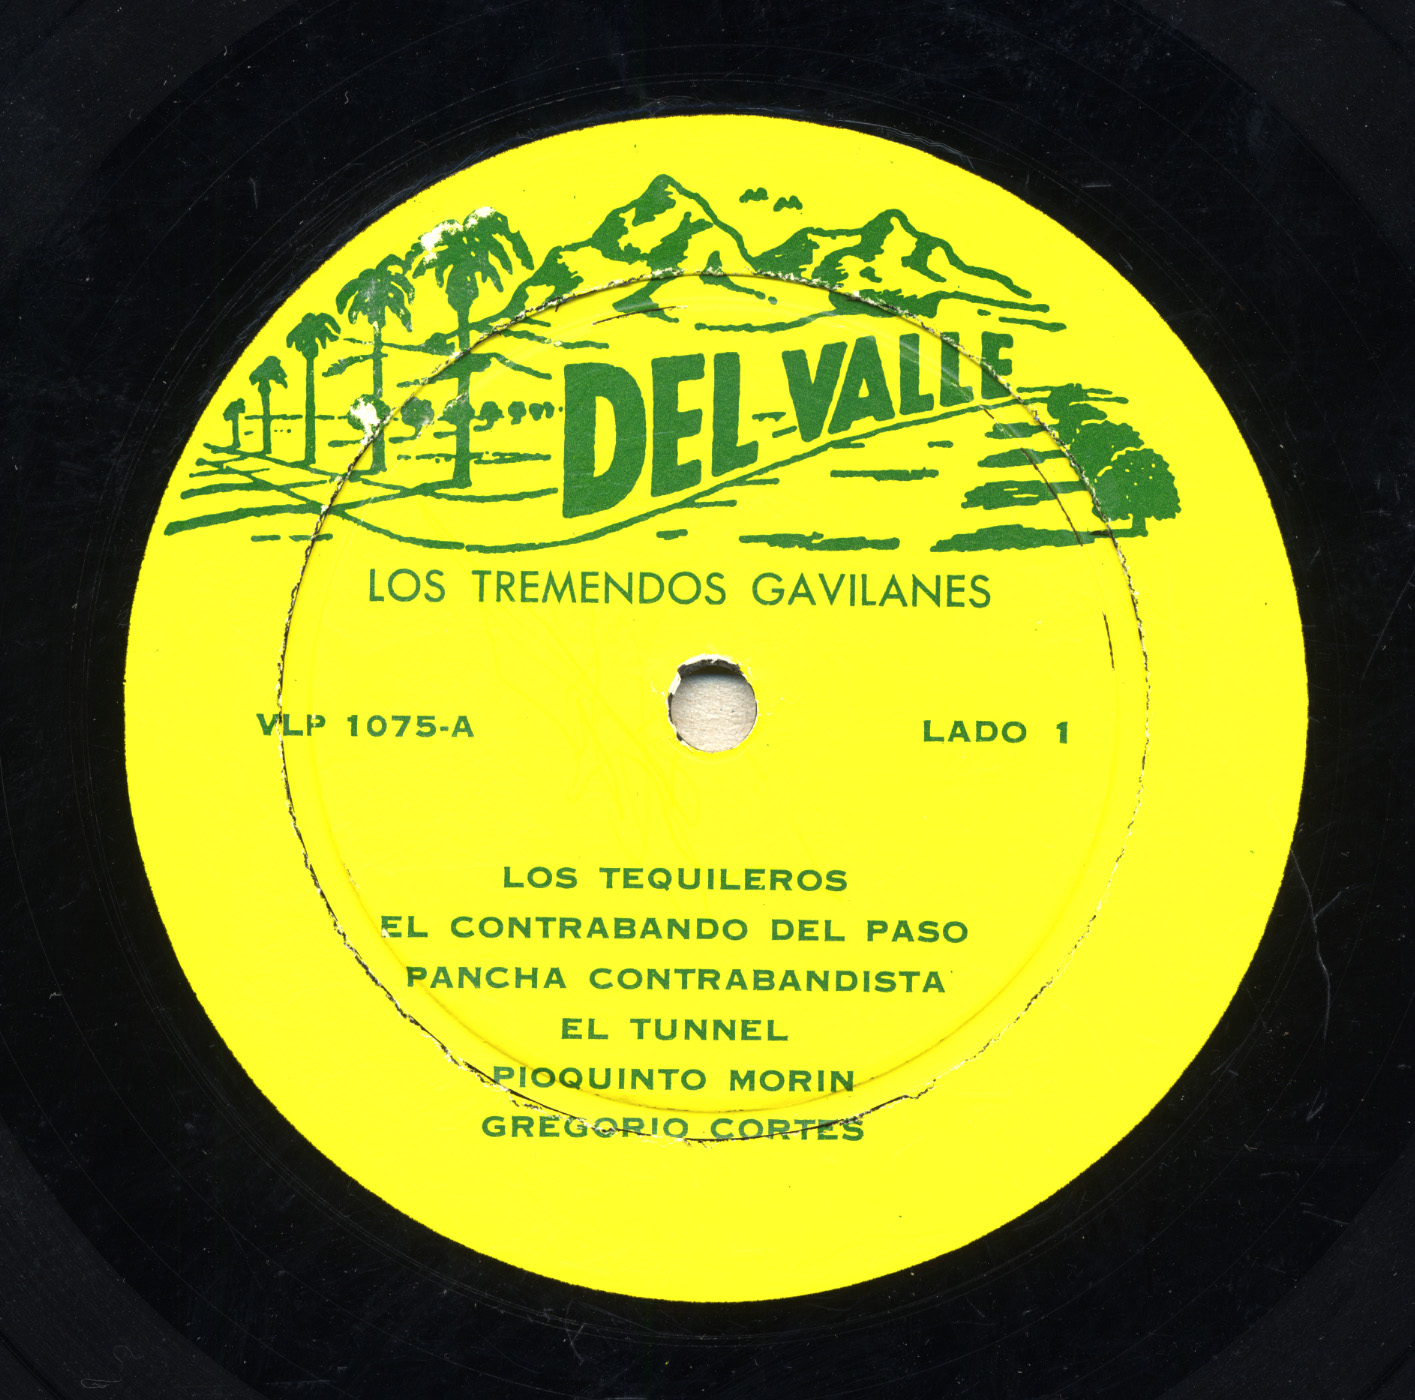 DEL VALLE
LOS TREMENDOS GAVILANES
VLP 1075-A
LADO 1
LOS TEQUILEROS
EL CONTRABANDO DEL PASO
PANCHA CONTRABANDISTA
EL TUNNEL
PIOQUINTO MORIN
GREGORIO CORTES